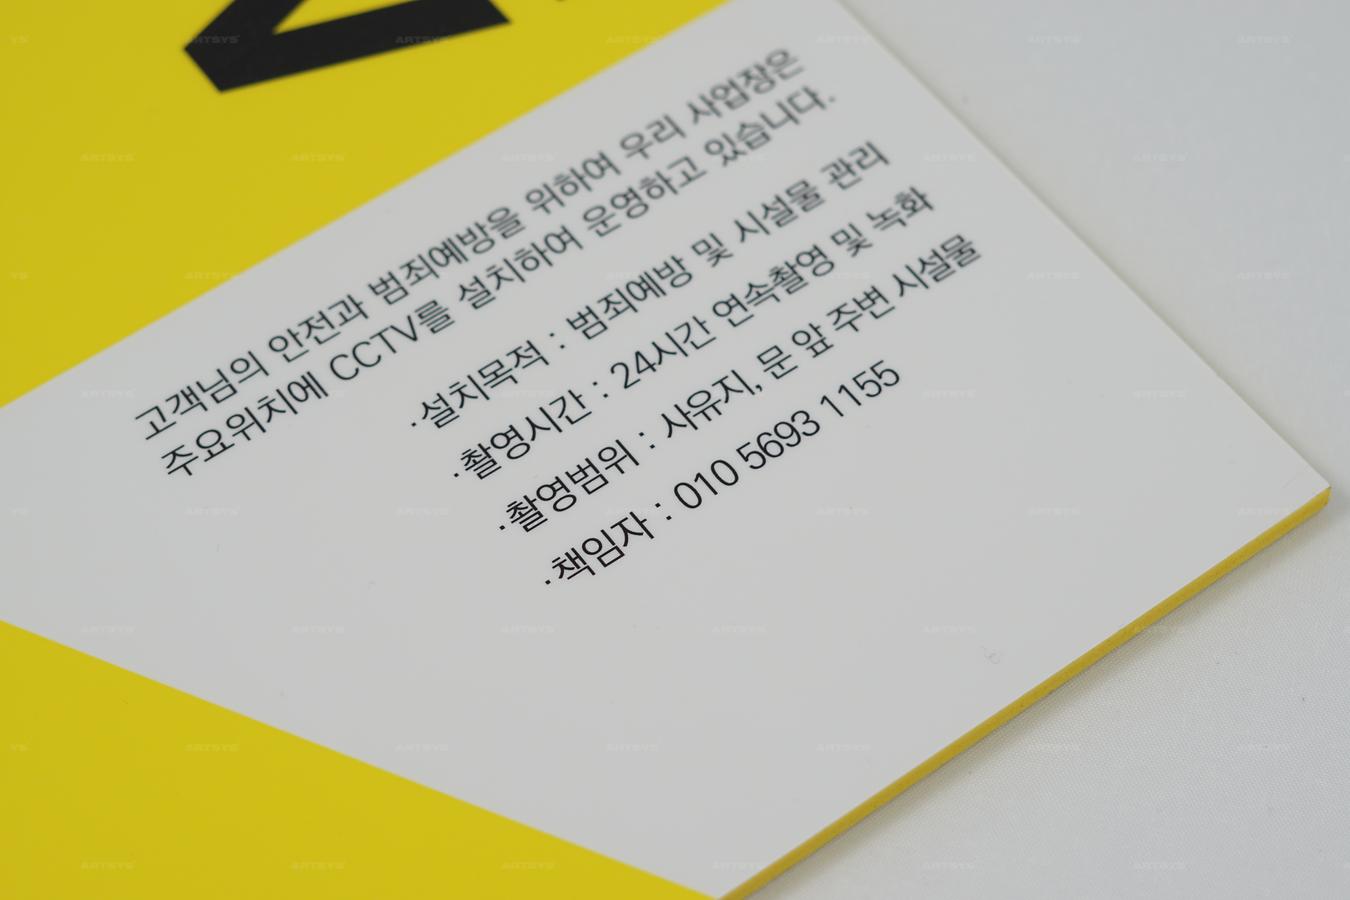 고객님의 안전과 범죄예방을 위하여 우리 사업장은
주요위치에 CCTV를 설치하여 운영하고 있습니다.
·설치목적 : 범죄예방 및 시설물 관리
·촬영시간 : 24시간 연속촬영 및 녹화
·촬영범위 : 사유지, 문 앞 주변 시설물
·책임자 : 010 5693 1155
ARTSYS